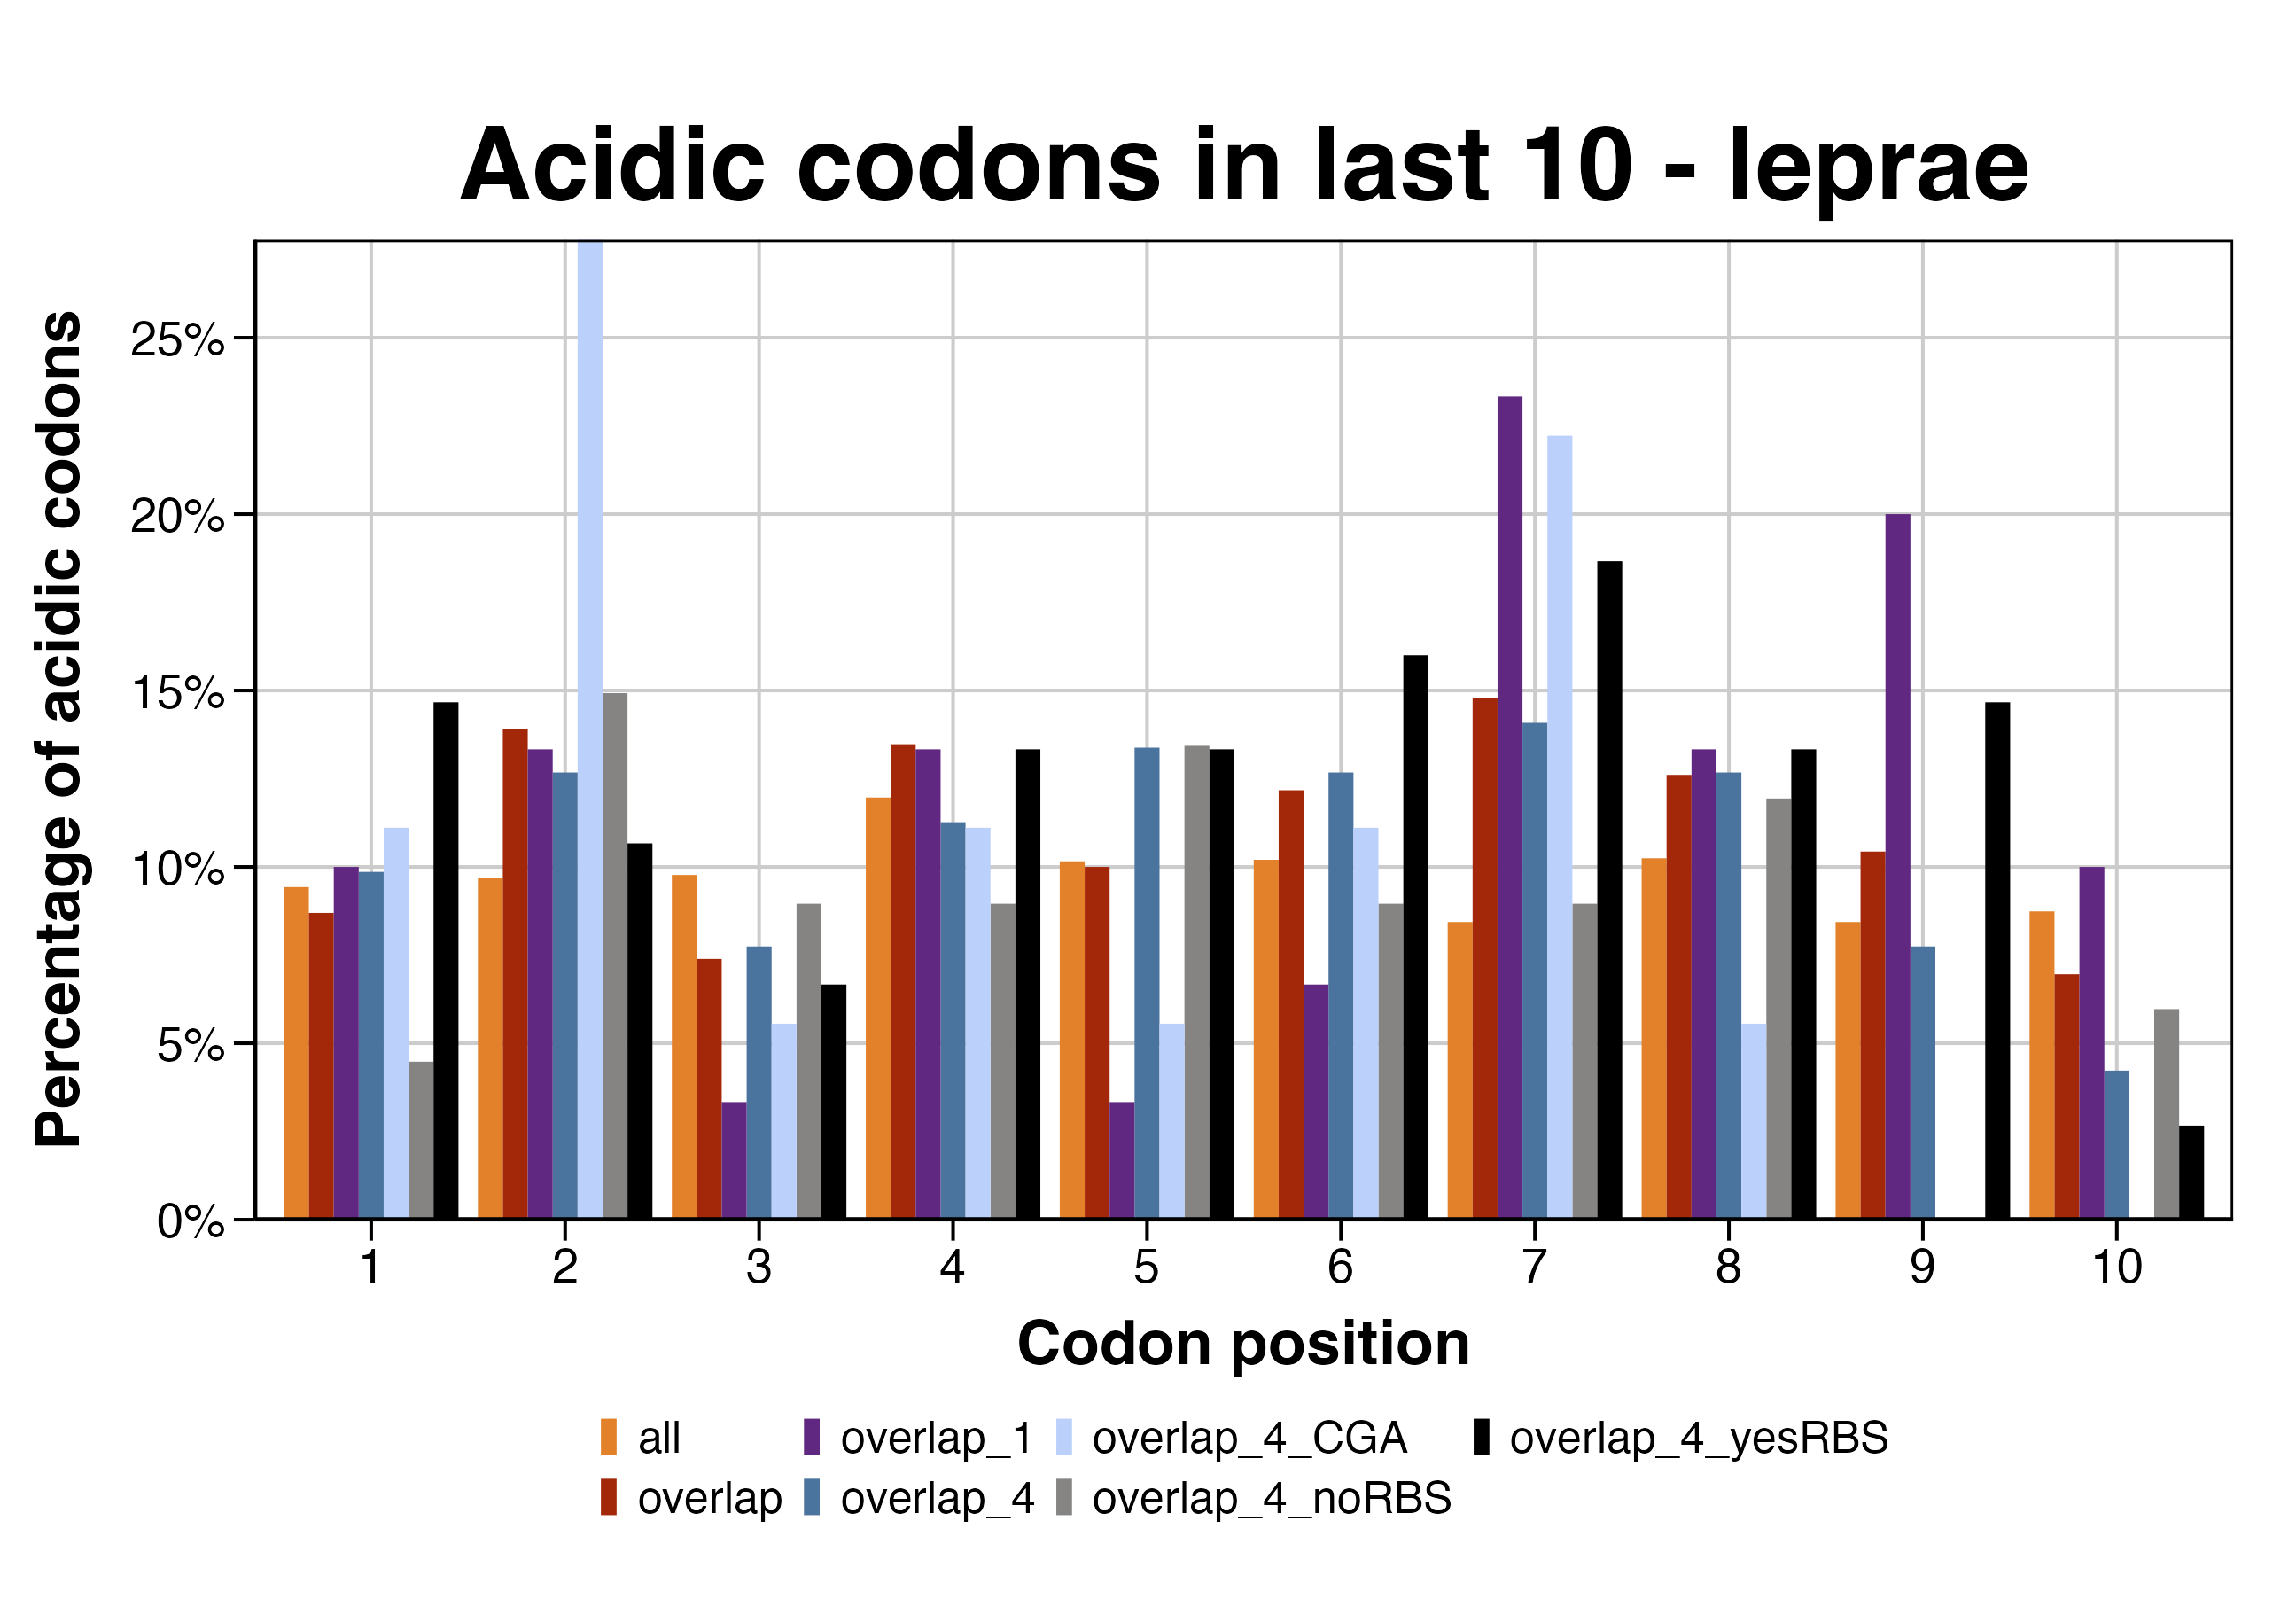 Acidic codons in last 10 - leprae
Percentage of acidic codons
25%
20%
15%
10%
5%
0%
1 2 3 4 5 6 7 8 9 10
Codon position
all overlap_1 overlap_4_CGA overlap_4_yesRBS
overlap overlap_4 overlap_4_noRBS